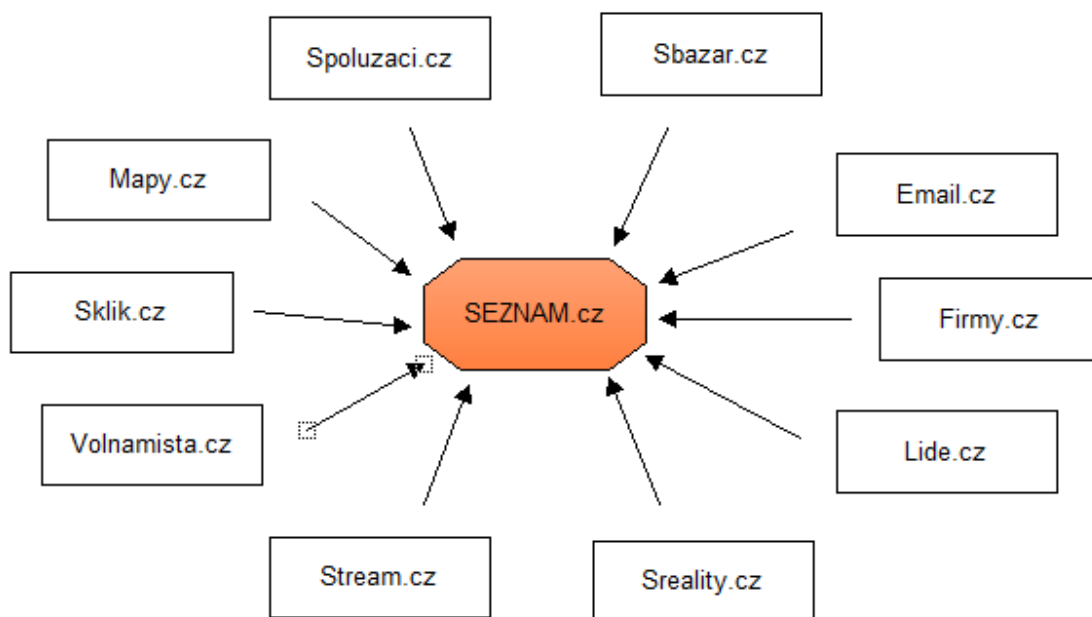 Spoluzaci.cz
Sbazar.cz
Mapy.cz
Email.cz
Sklik.cz
SEZNAM.cz
Firmy.cz
Volnamista.cz
Lide.cz
Stream.cz
Sreality.cz